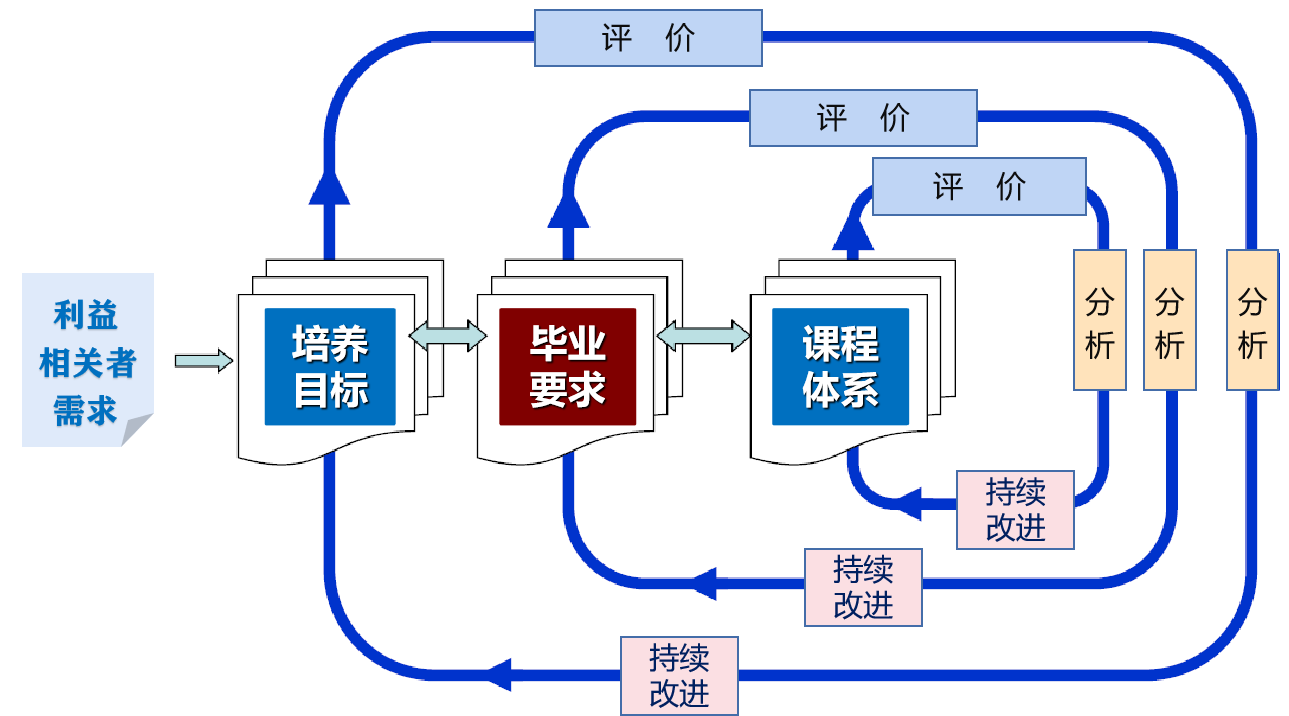 评 价
评 价
评 价
利益
相关者
需求
培养
目标
毕业
要求
课程
体系
分
析
分
析
分
析
持续
改进
持续
改进
持续
改进